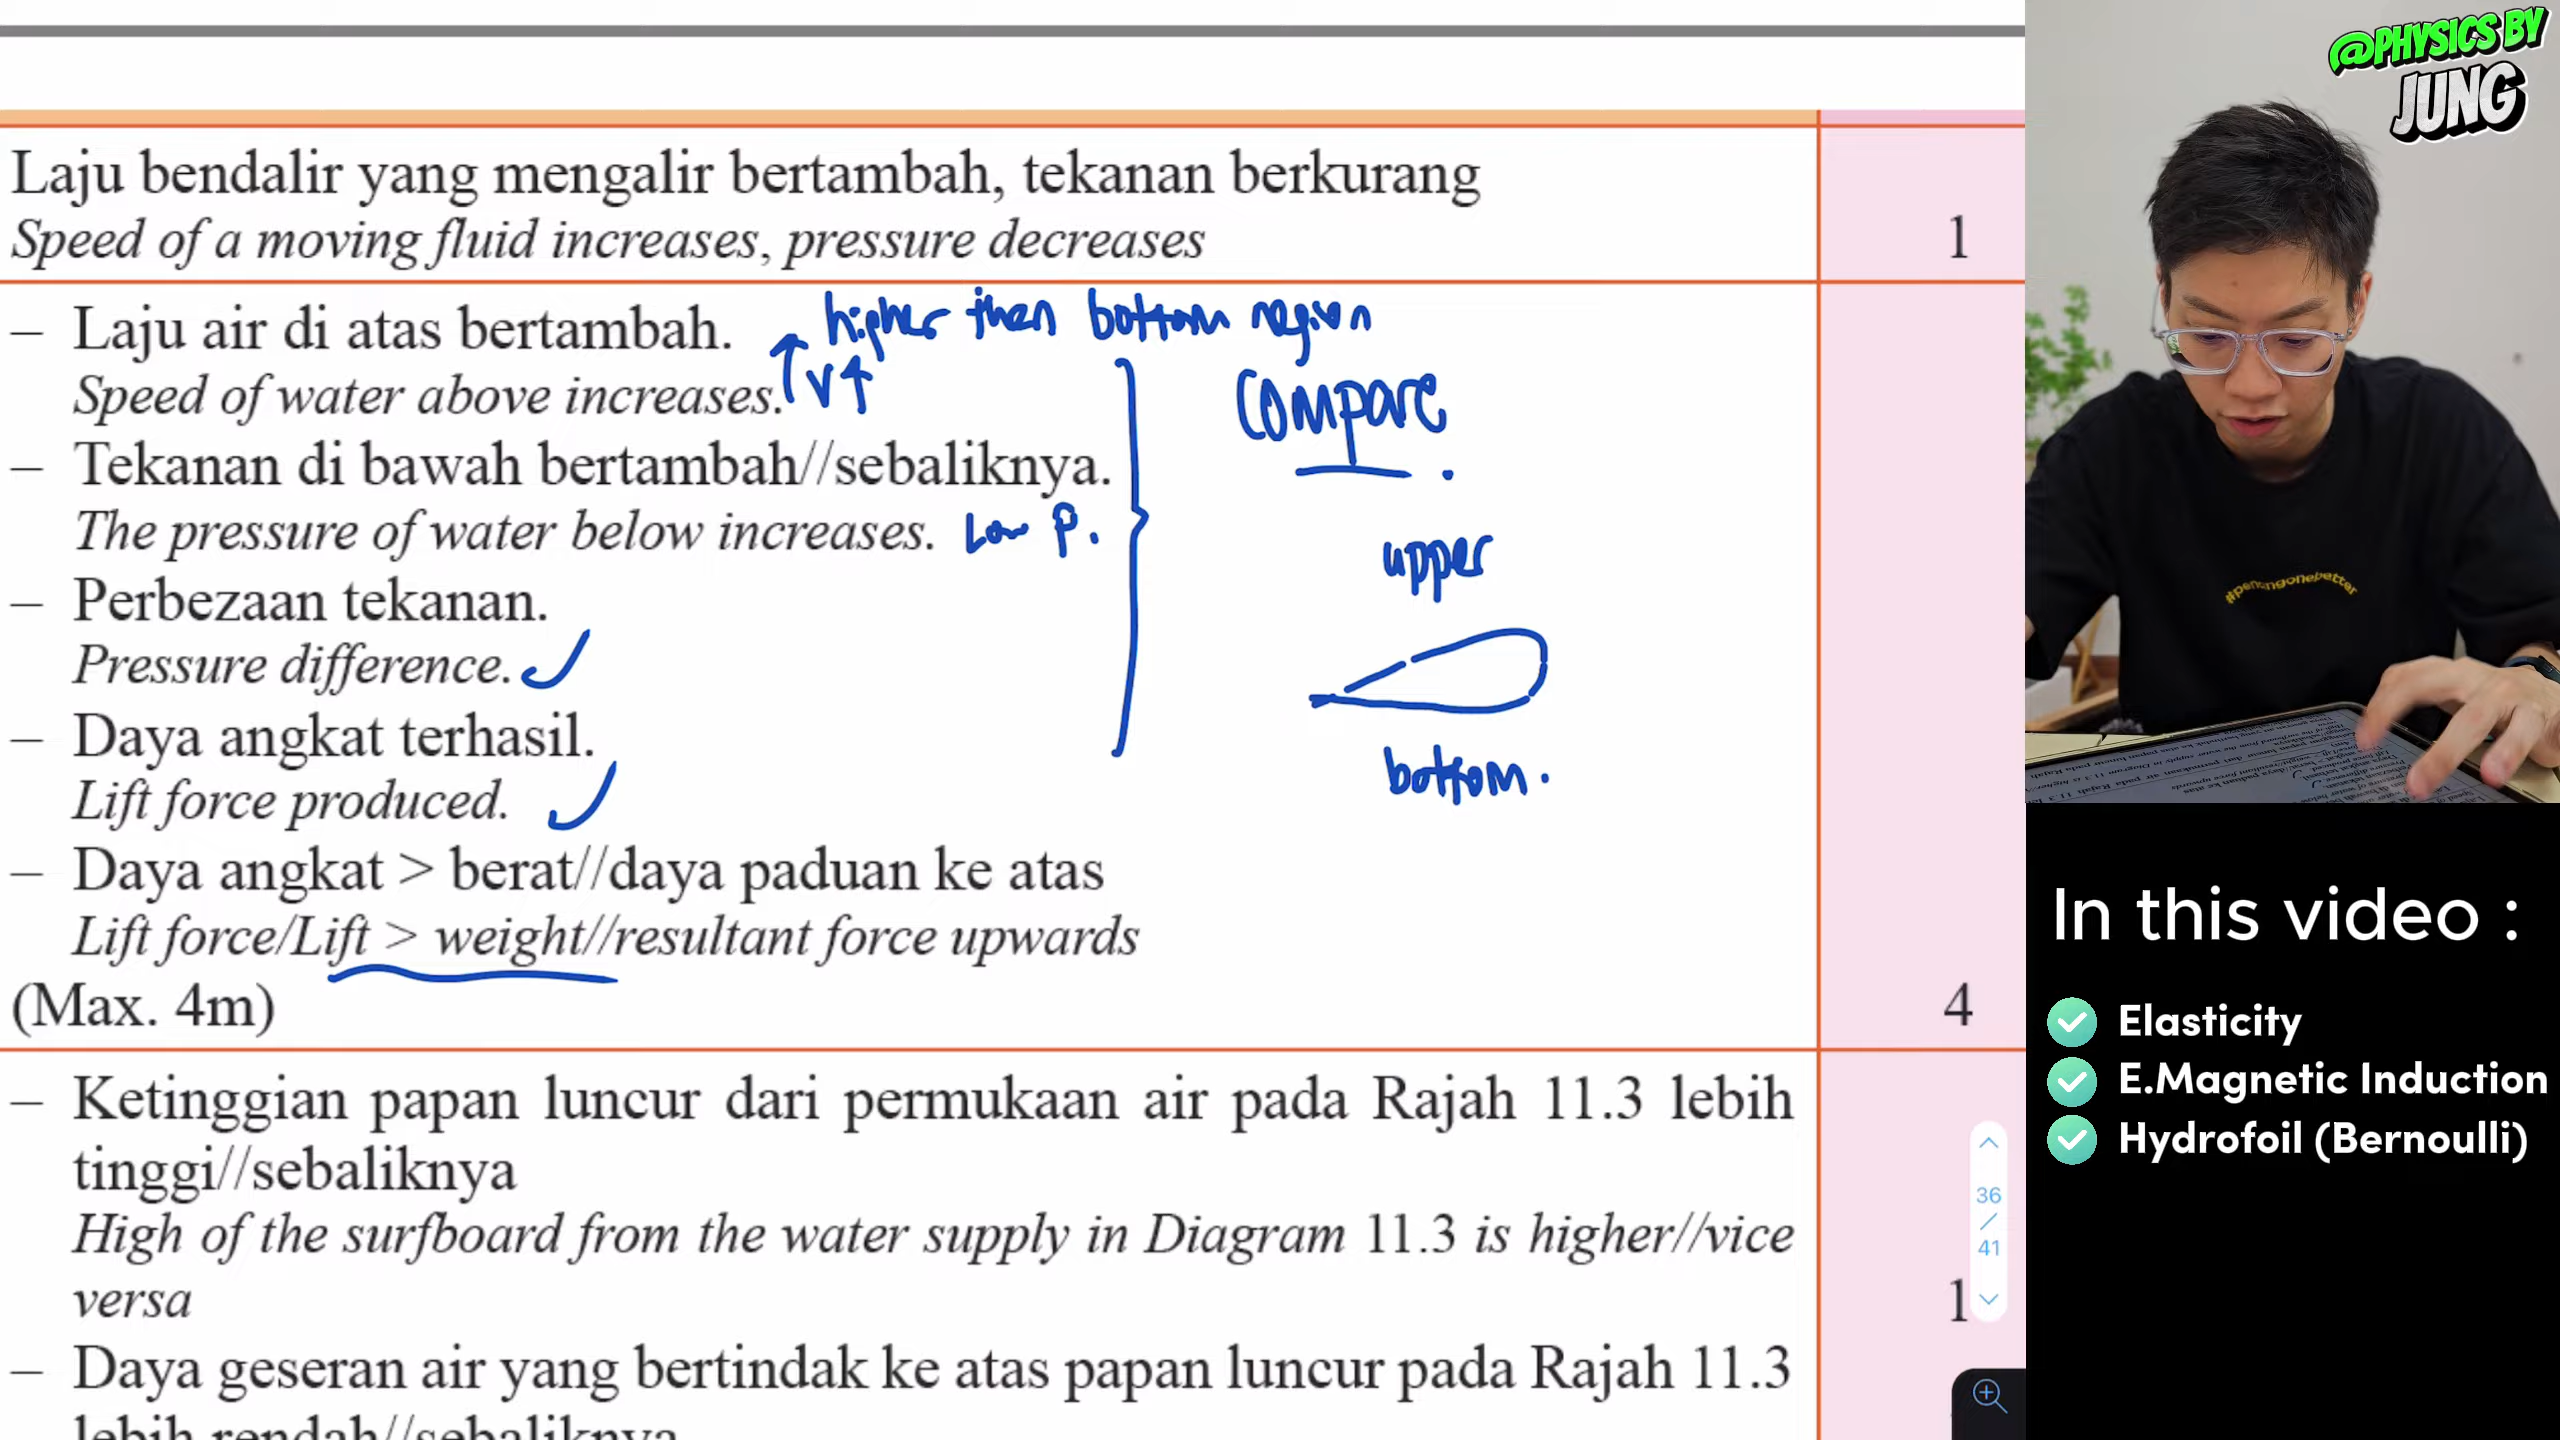 @PHYSICS BY
JUNG
Laju bendalir yang mengalir bertambah, tekanan berkurang
Speed of a moving fluid increases, pressure decreases
1
– Laju air di atas bertambah.
higher then bottom region
Speed of water above increases.
V↑
compare
– Tekanan di bawah bertambah//sebaliknya.
The pressure of water below increases.
Low P.
upper
– Perbezaan tekanan.
Pressure difference.
– Daya angkat terhasil.
Lift force produced.
bottom.
– Daya angkat > berat//daya paduan ke atas
Lift force/Lift > weight//resultant force upwards
(Max. 4m)
4
– Ketinggian papan luncur dari permukaan air pada Rajah 11.3 lebih
tinggi//sebaliknya
High of the surfboard from the water supply in Diagram 11.3 is higher//vice
versa
1
– Daya geseran air yang bertindak ke atas papan luncur pada Rajah 11.3
lebih rendah//sebaliknya
36
/
41
#penangonebetter
In this video :
Elasticity
E.Magnetic Induction
Hydrofoil (Bernoulli)